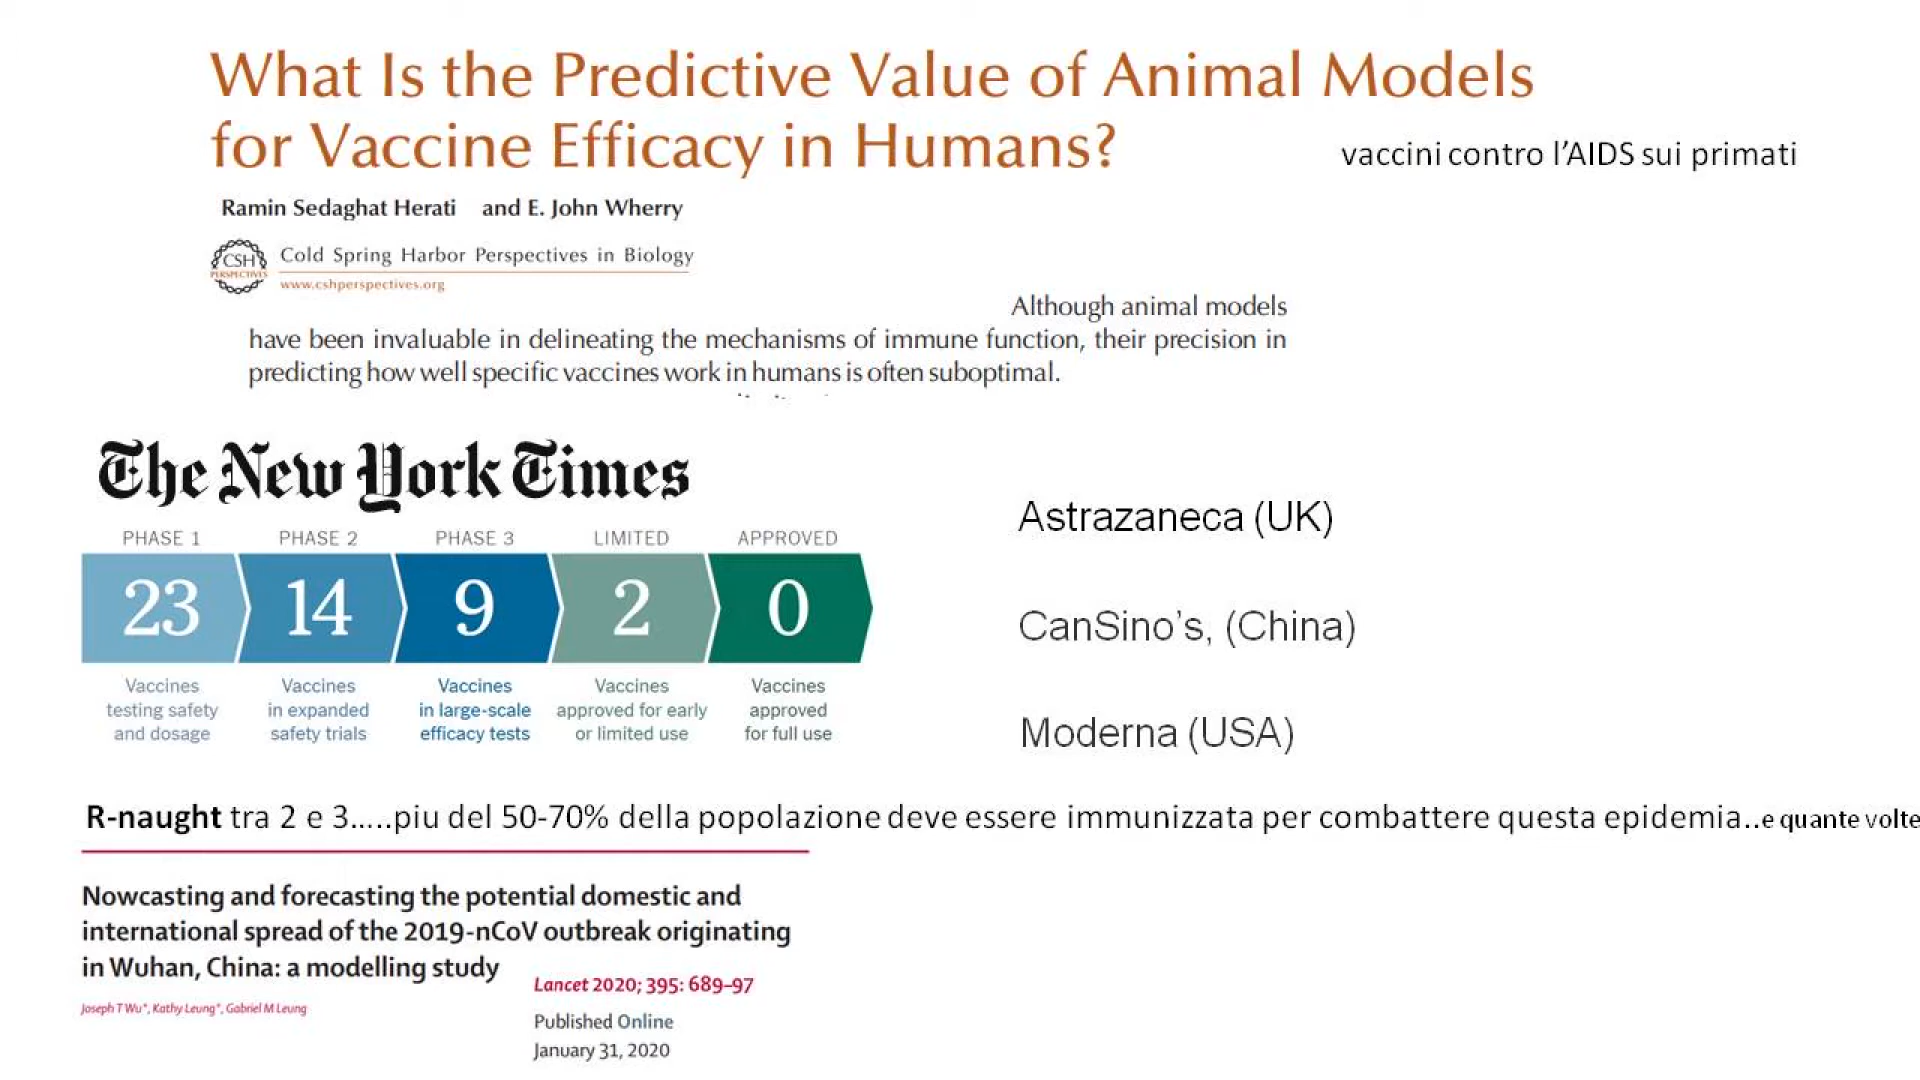 What Is the Predictive Value of Animal Models
for Vaccine Efficacy in Humans?
vaccini contro l’AIDS sui primati
Ramin Sedaghat Herati and E. John Wherry
CSH
PERSPECTIVES
Cold Spring Harbor Perspectives in Biology
www.cshperspectives.org
Although animal models
have been invaluable in delineating the mechanisms of immune function, their precision in
predicting how well specific vaccines work in humans is often suboptimal.
The New York Times
PHASE 1 PHASE 2 PHASE 3 LIMITED APPROVED
23 14 9 2 0
Vaccines Vaccines Vaccines Vaccines Vaccines
testing safety in expanded in large-scale approved for early approved
and dosage safety trials efficacy tests or limited use for full use
Astrazaneca (UK)
CanSino’s, (China)
Moderna (USA)
R-naught tra 2 e 3.....piu del 50-70% della popolazione deve essere immunizzata per combattere questa epidemia..e quante volte
Nowcasting and forecasting the potential domestic and
international spread of the 2019-nCoV outbreak originating
in Wuhan, China: a modelling study
Joseph T Wu*, Kathy Leung*, Gabriel M Leung
Lancet 2020; 395: 689–97
Published Online
January 31, 2020